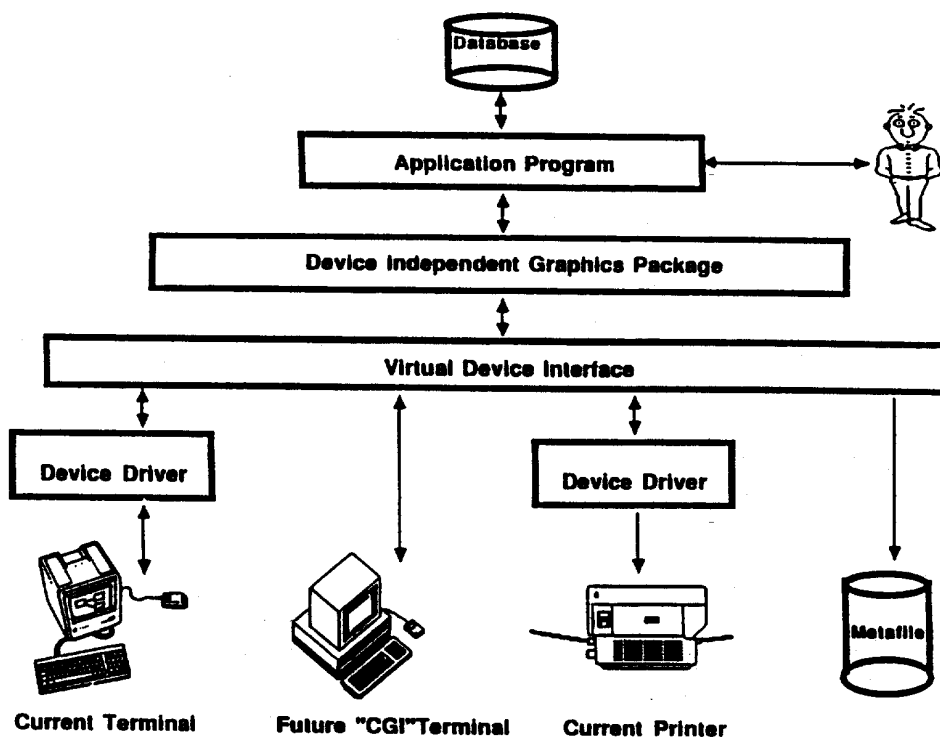 Database
Application Program
Device Independent Graphics Package
Virtual Device Interface
Device Driver
Device Driver
Metafile
Current Terminal
Future "CGI"Terminal
Current Printer